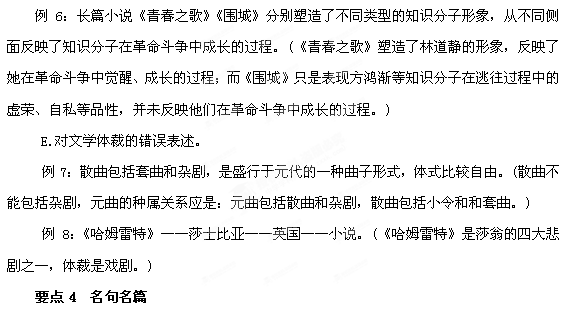 例 6：长篇小说《青春之歌》《围城》分别塑造了不同类型的知识分子形象，从不同侧
面反映了知识分子在革命斗争中成长的过程。(《青春之歌》塑造了林道静的形象，反映了
她在革命斗争中觉醒、成长的过程；而《围城》只是表现方鸿渐等知识分子在逃往过程中的
虚荣、自私等品性，并未反映他们在革命斗争中成长的过程。)
E.对文学体裁的错误表述。
例 7：散曲包括套曲和杂剧，是盛行于元代的一种曲子形式，体式比较自由。(散曲不
能包括杂剧，元曲的种属关系应是：元曲包括散曲和杂剧，散曲包括小令和和套曲。)
例 8：《哈姆雷特》——莎士比亚——英国——小说。(《哈姆雷特》是莎翁的四大悲
剧之一，体裁是戏剧。)
要点 4 名句名篇